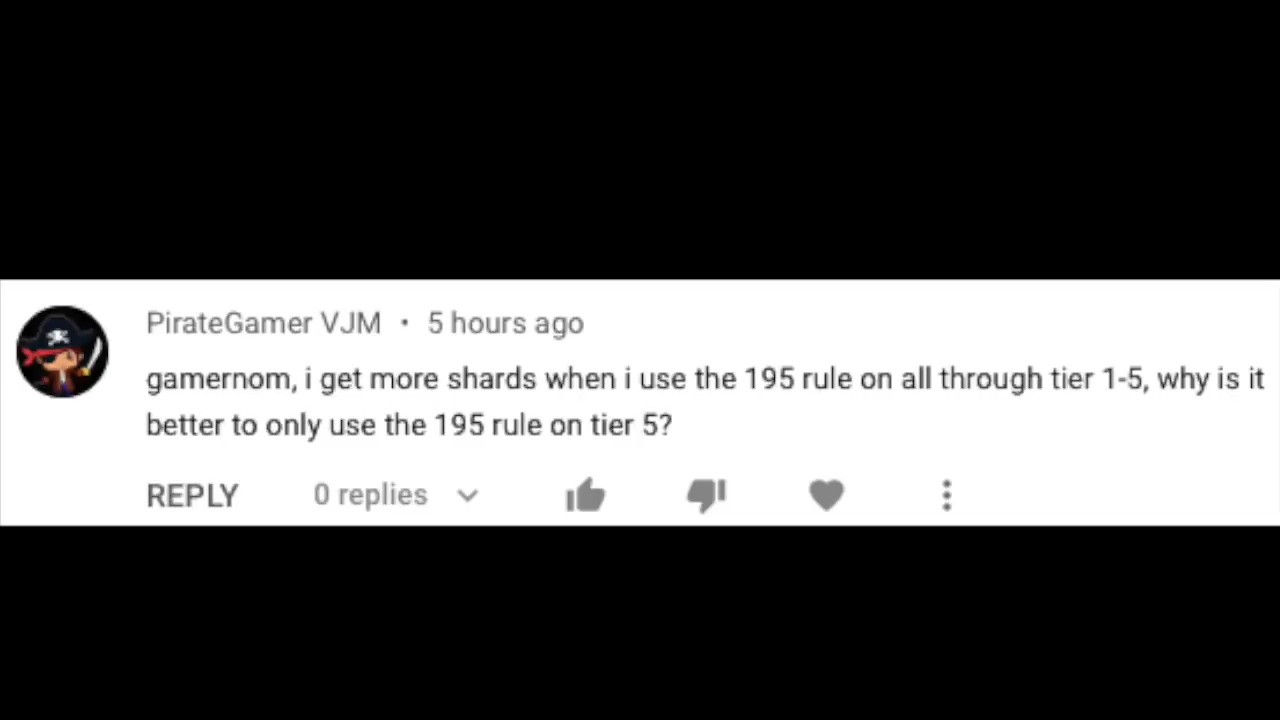 PirateGamer VJM • 5 hours ago
gamernom, i get more shards when i use the 195 rule on all through tier 1-5, why is it
better to only use the 195 rule on tier 5?
REPLY 0 replies